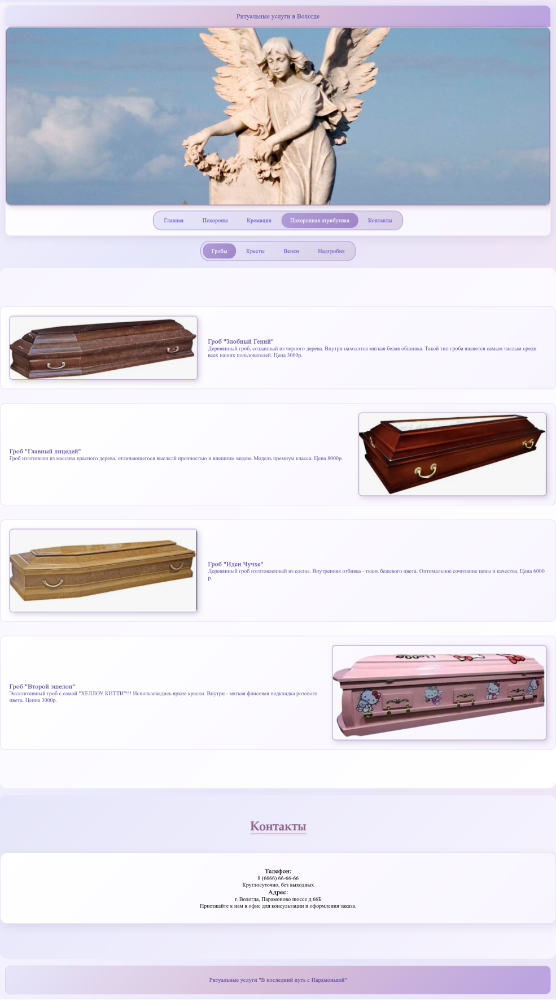 Ритуальные услуги в Вологде
Главная Похороны Кремация Похоронная атрибутика Контакты
Гробы Кресты Венки Надгробия
Гроб "Злобный Гений"
Деревянный гроб, созданный из черного дерева. Внутри находится мягкая белая обшивка. Такой тип гроба является самым частым среди
всех наших пользователей. Цена 3000р.
Гроб "Главный лицедей"
Гроб изготовлен из массива красного дерева, отличающегося выслклй прочностью и внешним видом. Модель премиум класса. Цена 8000р.
Гроб "Идеи Чучхе"
Деревянный гроб изготовленный из сосны. Внутренняя отбивка - ткань бежевого цвета. Оптимальное сочитание цены и качества. Цена 6000
р.
Гроб "Второй эшелон"
Эксклюзивный гроб с самой "ХЕЛЛОУ КИТТИ"!!! Использовадись яркие краски. Внутри - мягкая флисовая подкладка розового
цвета. Ценна 3000р.
Контакты
Телефон:
8 (6666) 66-66-66
Круглосуточно, без выходных
Адрес:
г. Вологда, Парамоново шоссе д.66Б
Приезжайте к нам в офис для консультации и оформления заказа.
Ритуальные услуги "В последний путь с Парамонькой"